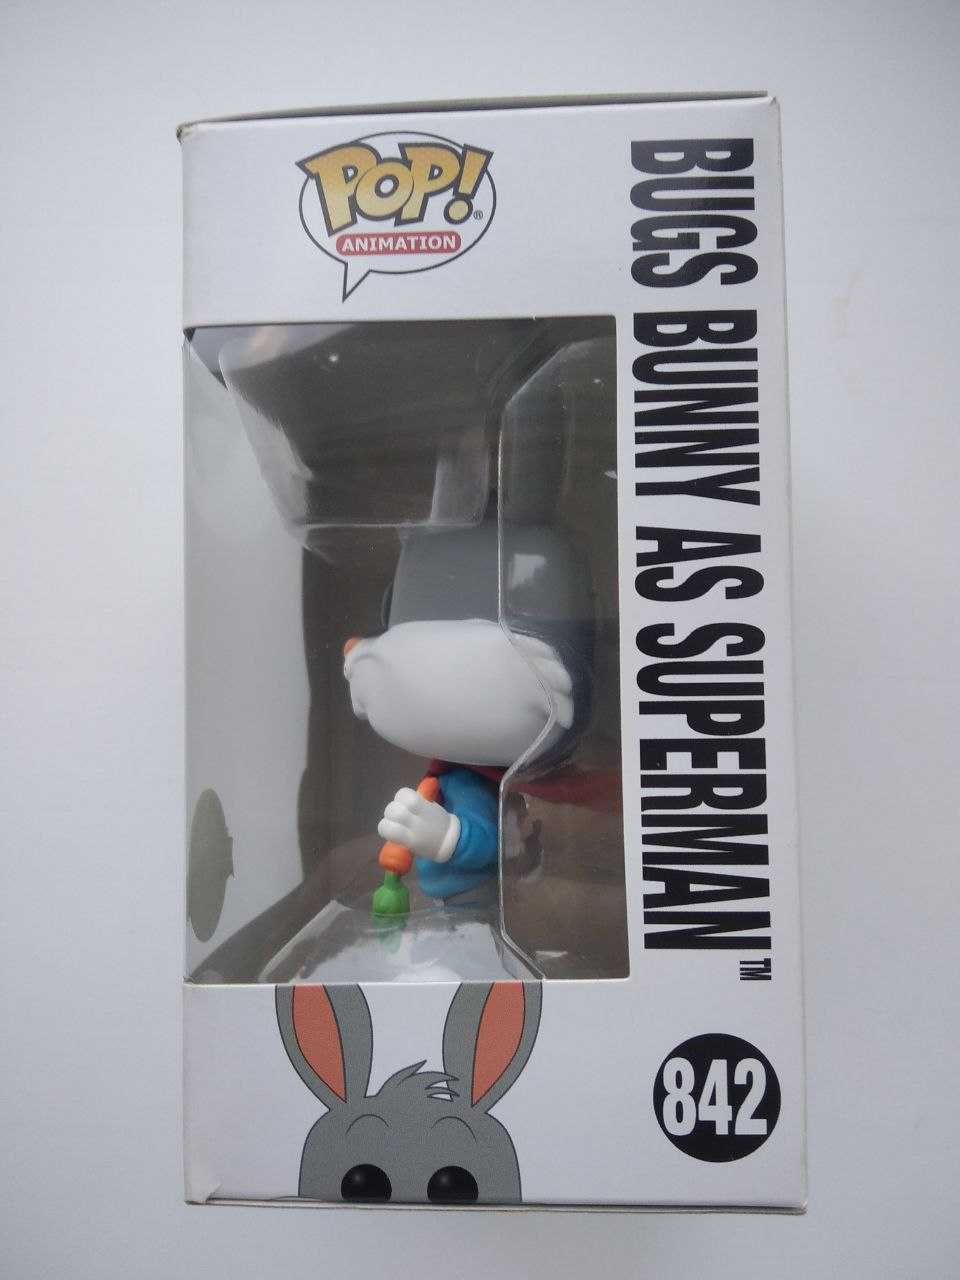 POP!®
ANIMATION
BUGS BUNNY AS SUPERMAN™
842